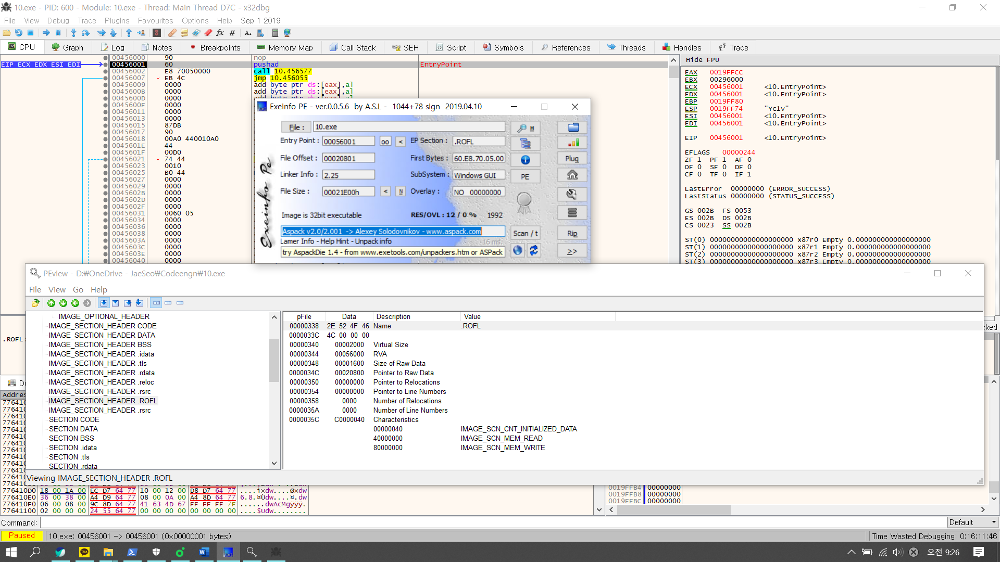 10.exe - PID: 600 - Module: 10.exe - Thread: Main Thread D7C - x32dbg
File View Debug Trace Plugins Favourites Options Help Sep 1 2019
CPU Graph Log Notes Breakpoints Memory Map Call Stack SEH Script Symbols References Threads Handles Trace
00456000 90 nop
EIP ECX EDX ESI EDI 00456001 60 pushad EntryPoint
00456002 E8 70050000 call 10.456577
00456007 EB 4C jmp 10.456055
00456009 0000 add byte ptr ds:[eax],al
0045600B 0000 add byte ptr ds:[eax],al
0045600D 0000 add byte ptr ds:[eax],al
0045600F 0000
00456011 0000
00456013 0000
00456015 87DB
00456017 90
00456018 00A0 440010A0
0045601E 44
0045601F 00D0
00456021 74 44
00456023 0010
00456025 B0 44
00456027 0000
00456029 0000
0045602B 0000
0045602D 0000
0045602F 0000
00456031 0060 05
00456034 0000
00456036 0000
00456038 0000
0045603A 0000
0045603C 0000
0045603E 0000
00456040 0000
Hide FPU
EAX 0019FFCC
EBX 00296000
ECX 00456001 <10.EntryPoint>
EDX 00456001 <10.EntryPoint>
EBP 0019FF80
ESP 0019FF74 "Yc1v"
ESI 00456001 <10.EntryPoint>
EDI 00456001 <10.EntryPoint>
EIP 00456001 <10.EntryPoint>
EFLAGS 00000244
ZF 1 PF 1 AF 0
OF 0 SF 0 DF 0
CF 0 TF 0 IF 1
LastError 00000000 (ERROR_SUCCESS)
LastStatus 00000000 (STATUS_SUCCESS)
GS 002B FS 0053
ES 002B DS 002B
CS 0023 SS 002B
ST(0) 00000000000000000000 x87r0 Empty 0.000000000000000000
ST(1) 00000000000000000000 x87r1 Empty 0.000000000000000000
ST(2) 00000000000000000000 x87r2 Empty 0.000000000000000000
ST(3) 00000000000000000000 x87r3 Empty 0.000000000000000000
Exeinfo PE - ver.0.0.5.6 by A.S.L - 1044+78 sign 2019.04.10
Exeinfo Pe
File : 10.exe H
Entry Point : 00056001 oo < EP Section : .ROFL
File Offset : 00020801 First Bytes : 60.E8.70.05.00 Plug
Linker Info : 2.25 SubSystem : Windows GUI PE
File Size : 00021E00h < N Overlay : NO 00000000
Image is 32bit executable RES/OVL : 12 / 0 % 1992
Aspack v2.0/2.001 -> Alexey Solodovnikov - www.aspack.com Scan / t Rip
Lamer Info - Help Hint - Unpack info 16 ms.
try AspackDie 1.4 - from www.exetools.com/unpackers.htm or ASPack >>
PEview - D:₩OneDrive - JaeSeo₩Codeengn₩10.exe
File View Go Help
IMAGE_OPTIONAL_HEADER
IMAGE_SECTION_HEADER CODE
IMAGE_SECTION_HEADER DATA
IMAGE_SECTION_HEADER BSS
IMAGE_SECTION_HEADER .idata
IMAGE_SECTION_HEADER .tls
IMAGE_SECTION_HEADER .rdata
IMAGE_SECTION_HEADER .reloc
IMAGE_SECTION_HEADER .rsrc
IMAGE_SECTION_HEADER .ROFL
IMAGE_SECTION_HEADER .rsrc
SECTION CODE
SECTION DATA
SECTION BSS
SECTION .idata
SECTION .tls
SECTION .rdata
pFile Data Description Value
00000338 2E 52 4F 46 Name .ROFL
0000033C 4C 00 00 00
00000340 00002000 Virtual Size
00000344 00056000 RVA
00000348 00001600 Size of Raw Data
0000034C 00020800 Pointer to Raw Data
00000350 00000000 Pointer to Relocations
00000354 00000000 Pointer to Line Numbers
00000358 0000 Number of Relocations
0000035A 0000 Number of Line Numbers
0000035C C0000040 Characteristics
00000040 IMAGE_SCN_CNT_INITIALIZED_DATA
40000000 IMAGE_SCN_MEM_READ
80000000 IMAGE_SCN_MEM_WRITE
Viewing IMAGE_SECTION_HEADER .ROFL
.ROFL
cked
Addres
776410
776410
776410
776410
776410
776410
776410
776410
776410
776410
776410
776410
776410D0 18 00 1A 00 EC D7 64 77 10 00 12 00 D8 D7 64 77 ....ìxdw....Øxdw
776410E0 36 00 38 00 A4 D9 64 77 08 00 0A 00 A4 8D 64 77 6.8.¤Ùdw....¤.dw
776410F0 06 00 08 00 9C 8D 64 77 41 63 4D 67 FF FF FF 7F ......dwAcMgÿÿÿ.
77641100 02 00 00 00 24 55 64 77 00 00 00 00 00 00 00 00 ....$Udw........
0019FFB4 00000000
0019FFB8 00000000
0019FFBC 00000000
Command: Default
Paused 10.exe: 00456001 -> 00456001 (0x00000001 bytes) Time Wasted Debugging: 0:16:11:46
TALK
오전 9:26